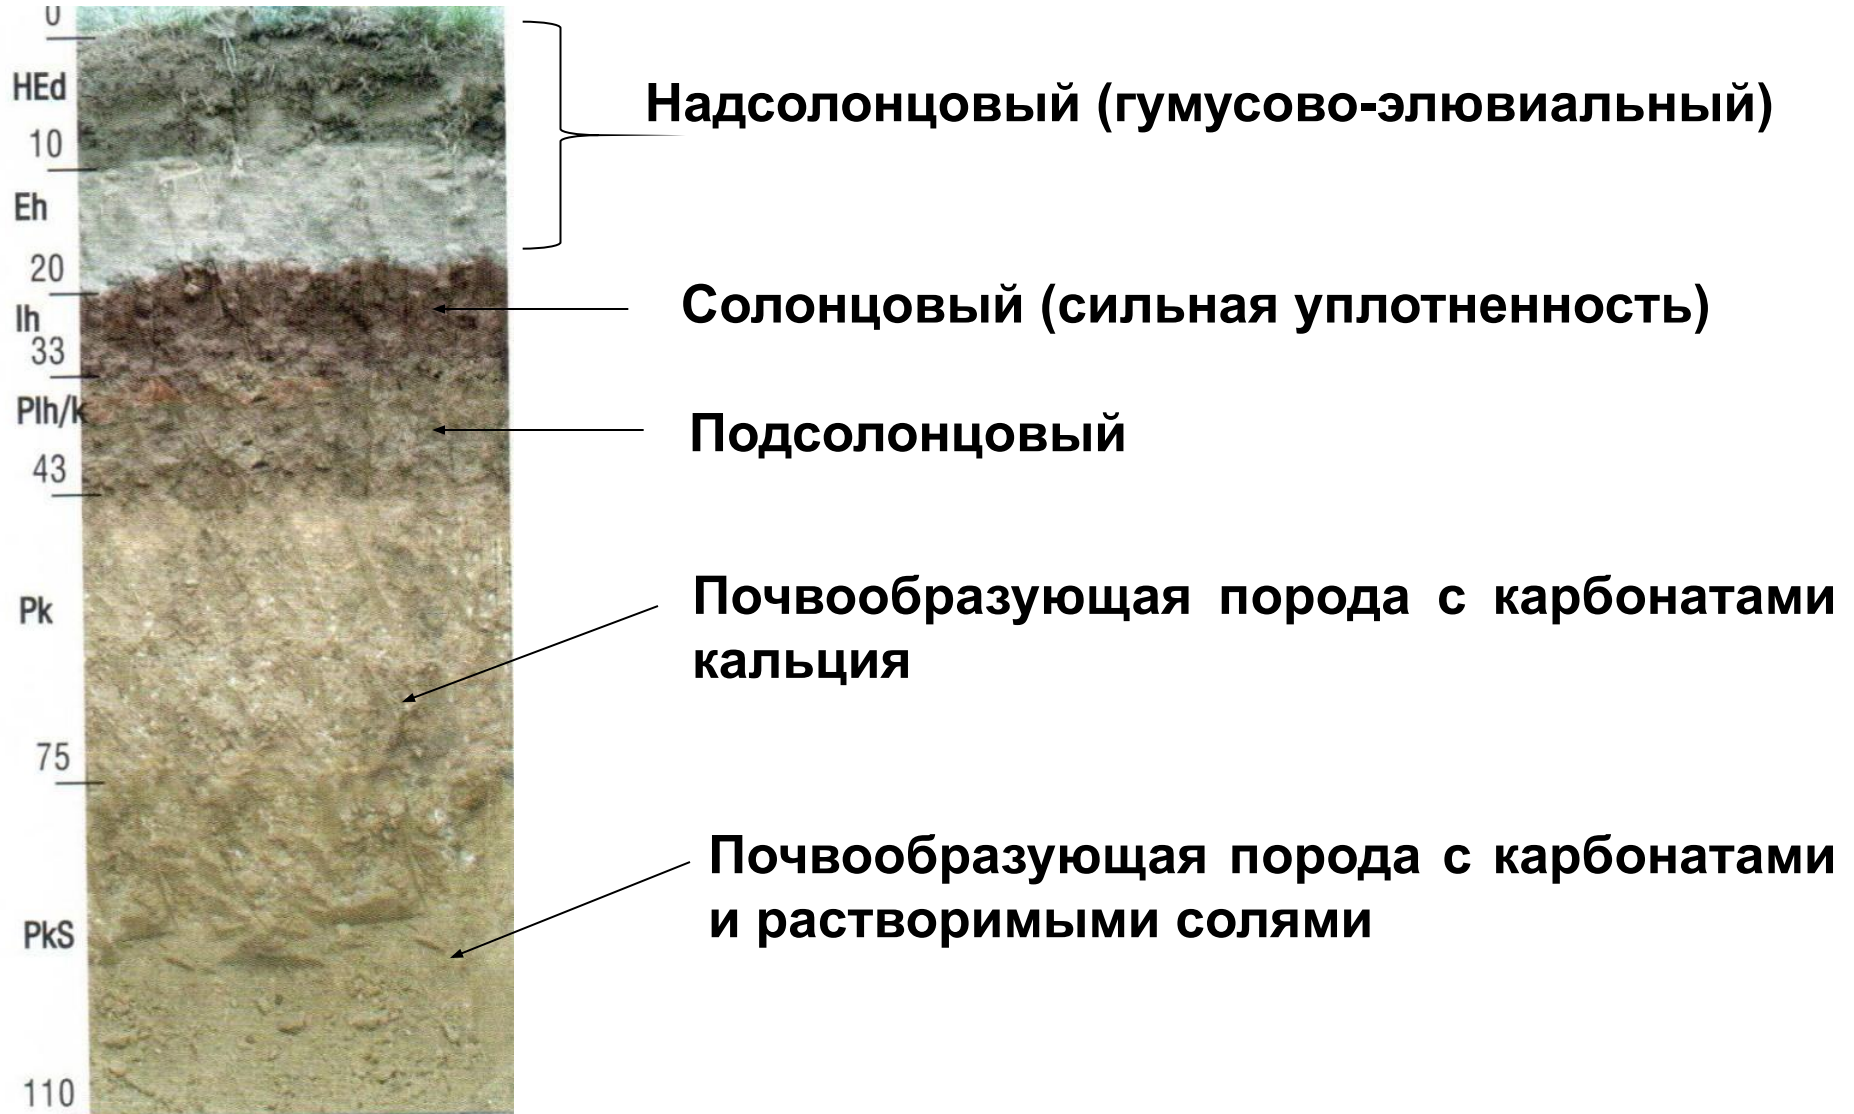 0
HEd
10
Eh
20
Ih
33
PIh/k
43
Pk
75
PkS
110
Надсолонцовый (гумусово-элювиальный)
Солонцовый (сильная уплотненность)
Подсолонцовый
Почвообразующая порода с карбонатами
кальция
Почвообразующая порода с карбонатами
и растворимыми солями